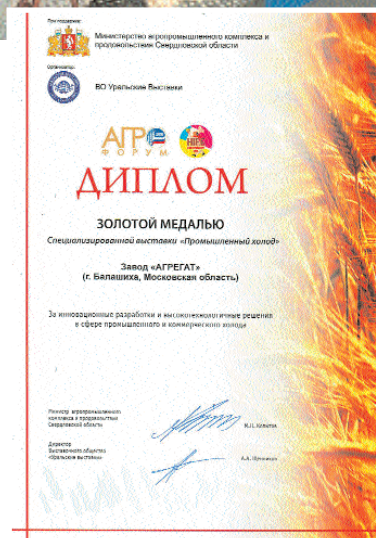 При поддержке:
Министерство агропромышленного комплекса и
продовольствия Свердловской области
Организатор:
ВО Уральские Выставки
АГРО
ФОРУМ
ДИПЛОМ
ЗОЛОТОЙ МЕДАЛЬЮ
Специализированной выставки «Промышленный холод»
Завод «АГРЕГАТ»
(г. Балашиха, Московская область)
За инновационные разработки и высокотехнологичные решения
в сфере промышленного и коммерческого холода
Министр агропромышленного
комплекса и продовольствия
Свердловской области
Директор
Выставочного общества
«Уральские выставки»